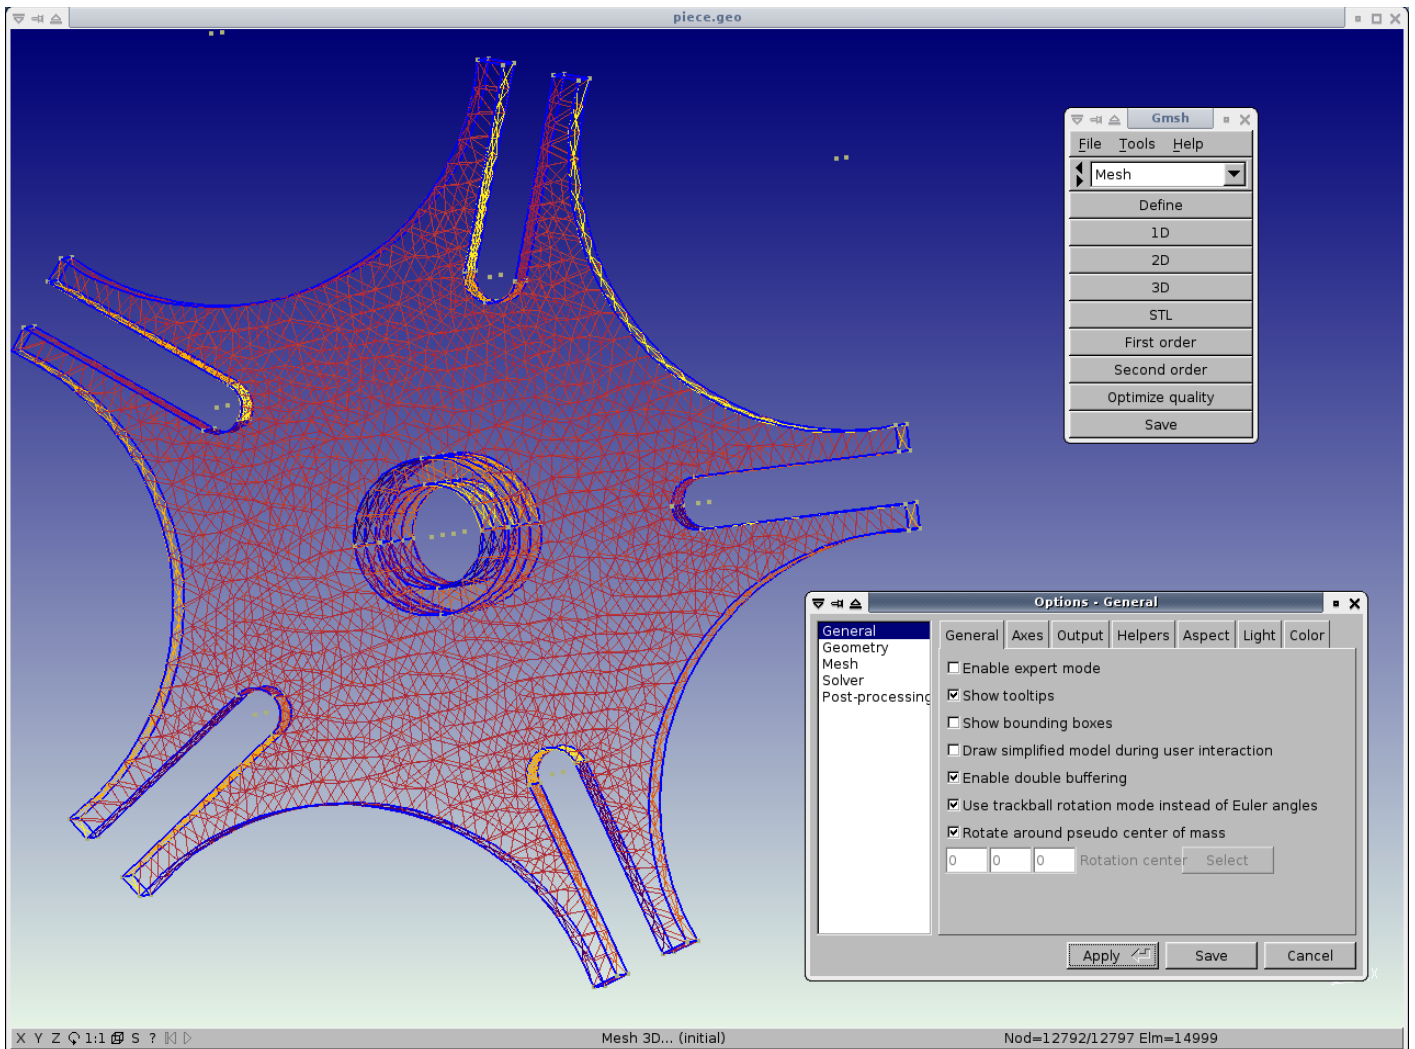 piece.geo
Gmsh
File Tools Help
Mesh
Define
1D
2D
3D
STL
First order
Second order
Optimize quality
Save
Options - General
General
Geometry
Mesh
Solver
Post-processing
General Axes Output Helpers Aspect Light Color
Enable expert mode
Show tooltips
Show bounding boxes
Draw simplified model during user interaction
Enable double buffering
Use trackball rotation mode instead of Euler angles
Rotate around pseudo center of mass
0 0 0 Rotation center Select
Apply Save Cancel
X
X Y Z 1:1 S ? Mesh 3D... (initial) Nod=12792/12797 Elm=14999